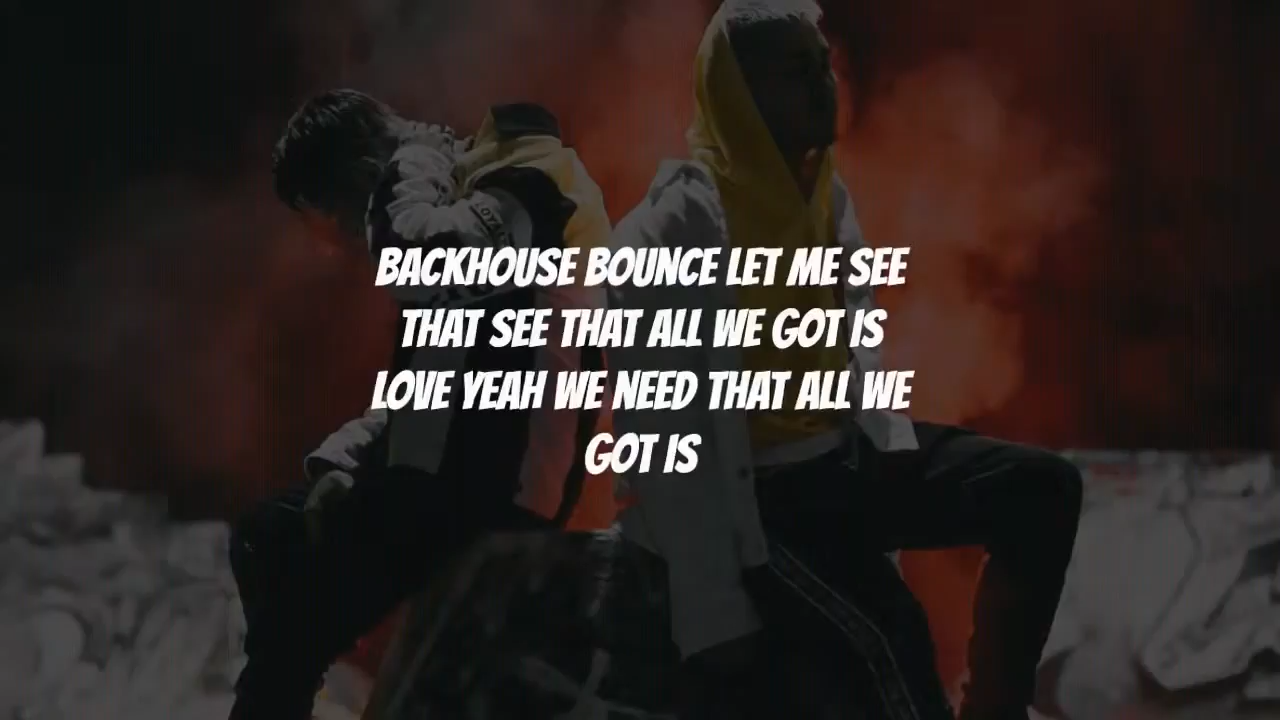 BACKHOUSE BOUNCE LET ME SEE
THAT SEE THAT ALL WE GOT IS
LOVE YEAH WE NEED THAT ALL WE
GOT IS